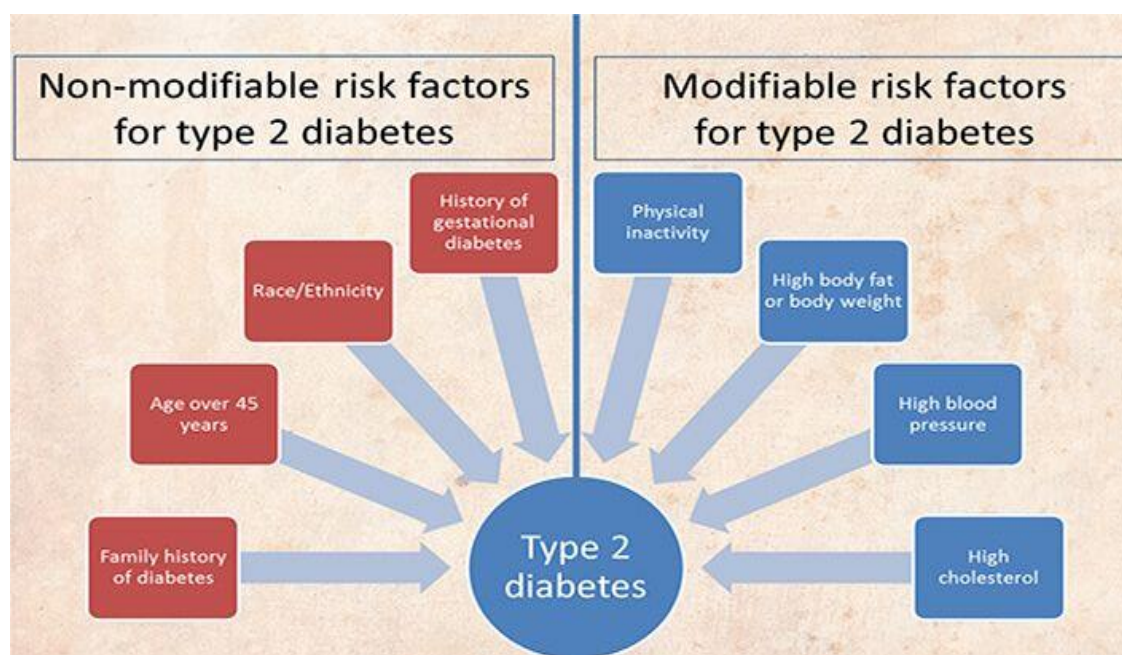 Non-modifiable risk factors
for type 2 diabetes
Modifiable risk factors
for type 2 diabetes
History of
gestational
diabetes
Race/Ethnicity
Age over 45
years
Family history
of diabetes
Physical
inactivity
High body fat
or body weight
High blood
pressure
High
cholesterol
Type 2
diabetes